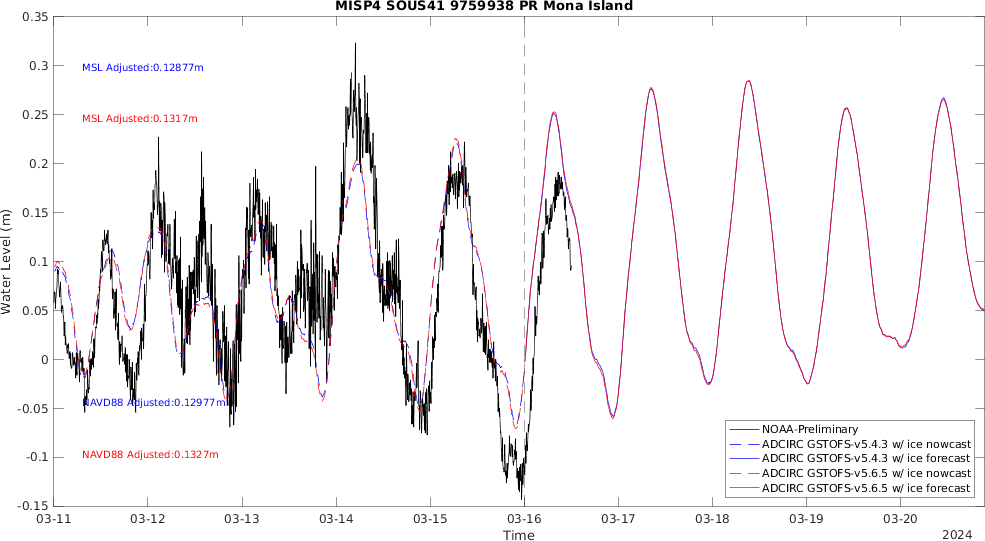 MISP4 SOUS41 9759938 PR Mona Island
Water Level (m)
0.35
0.3
0.25
0.2
0.15
0.1
0.05
0
-0.05
-0.1
-0.15
MSL Adjusted:0.12877m
MSL Adjusted:0.1317m
NAVD88 Adjusted:0.12977m
NAVD88 Adjusted:0.1327m
NOAA-Preliminary
ADCIRC GSTOFS-v5.4.3 w/ ice nowcast
ADCIRC GSTOFS-v5.4.3 w/ ice forecast
ADCIRC GSTOFS-v5.6.5 w/ ice nowcast
ADCIRC GSTOFS-v5.6.5 w/ ice forecast
03-11 03-12 03-13 03-14 03-15 03-16 03-17 03-18 03-19 03-20
Time
2024